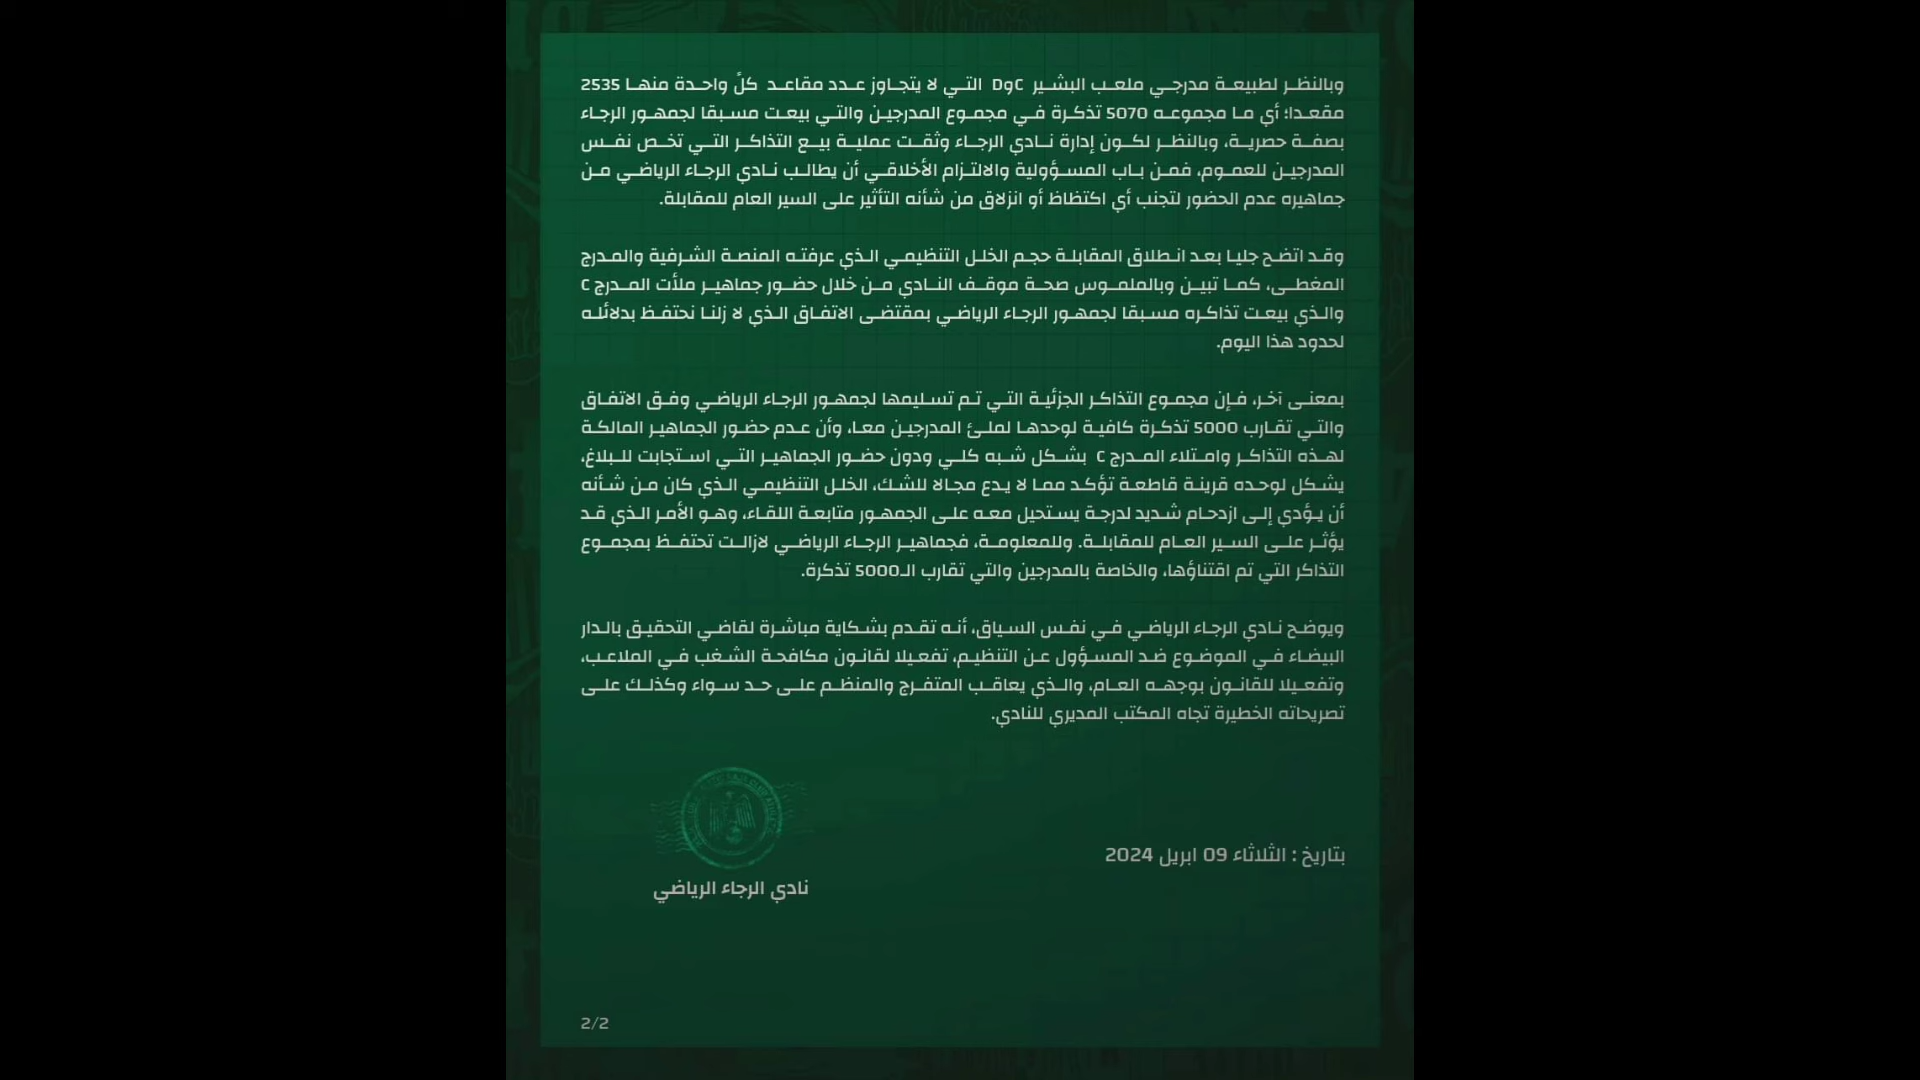 وبالنظر لطبيعة مدرجي ملعب البشير CوD التي لا يتجاوز عدد مقاعد كلّ واحدة منها 2535
مقعدا؛ أي ما مجموعه 5070 تذكرة في مجموع المدرجين والتي بيعت مسبقا لجمهور الرجاء
بصفة حصرية، وبالنظر لكون إدارة نادي الرجاء وثقت عملية بيع التذاكر التي تخص نفس
المدرجين للعموم، فمن باب المسؤولية والالتزام الأخلاقي أن يطالب نادي الرجاء الرياضي من
جماهيره عدم الحضور لتجنب أي اكتظاظ أو انزلاق من شأنه التأثير على السير العام للمقابلة.
وقد اتضح جليا بعد انطلاق المقابلة حجم الخلل التنظيمي الذي عرفته المنصة الشرفية والمدرج
المغطى، كما تبين وبالملموس صحة موقف النادي من خلال حضور جماهير ملأت المدرج C
والذي بيعت تذاكره مسبقا لجمهور الرجاء الرياضي بمقتضى الاتفاق الذي لا زلنا نحتفظ بدلائله
لحدود هذا اليوم.
بمعنى آخر، فإن مجموع التذاكر الجزئية التي تم تسليمها لجمهور الرجاء الرياضي وفق الاتفاق
والتي تقارب 5000 تذكرة كافية لوحدها لملئ المدرجين معا، وأن عدم حضور الجماهير المالكة
لهذه التذاكر وامتلاء المدرج C بشكل شبه كلي ودون حضور الجماهير التي استجابت للبلاغ،
يشكل لوحده قرينة قاطعة تؤكد مما لا يدع مجالا للشك، الخلل التنظيمي الذي كان من شأنه
أن يؤدي إلى ازدحام شديد لدرجة يستحيل معه على الجمهور متابعة اللقاء، وهو الأمر الذي قد
يؤثر على السير العام للمقابلة. وللمعلومة، فجماهير الرجاء الرياضي لازالت تحتفظ بمجموع
التذاكر التي تم اقتناؤها، والخاصة بالمدرجين والتي تقارب الـ5000 تذكرة.
ويوضح نادي الرجاء الرياضي في نفس السياق، أنه تقدم بشكاية مباشرة لقاضي التحقيق بالدار
البيضاء في الموضوع ضد المسؤول عن التنظيم، تفعيلا لقانون مكافحة الشغب في الملاعب،
وتفعيلا للقانون بوجهه العام، والذي يعاقب المتفرج والمنظم على حد سواء وكذلك على
تصريحاته الخطيرة تجاه المكتب المديري للنادي.
بتاريخ : الثلاثاء 09 ابريل 2024
نادي الرجاء الرياضي
2/2